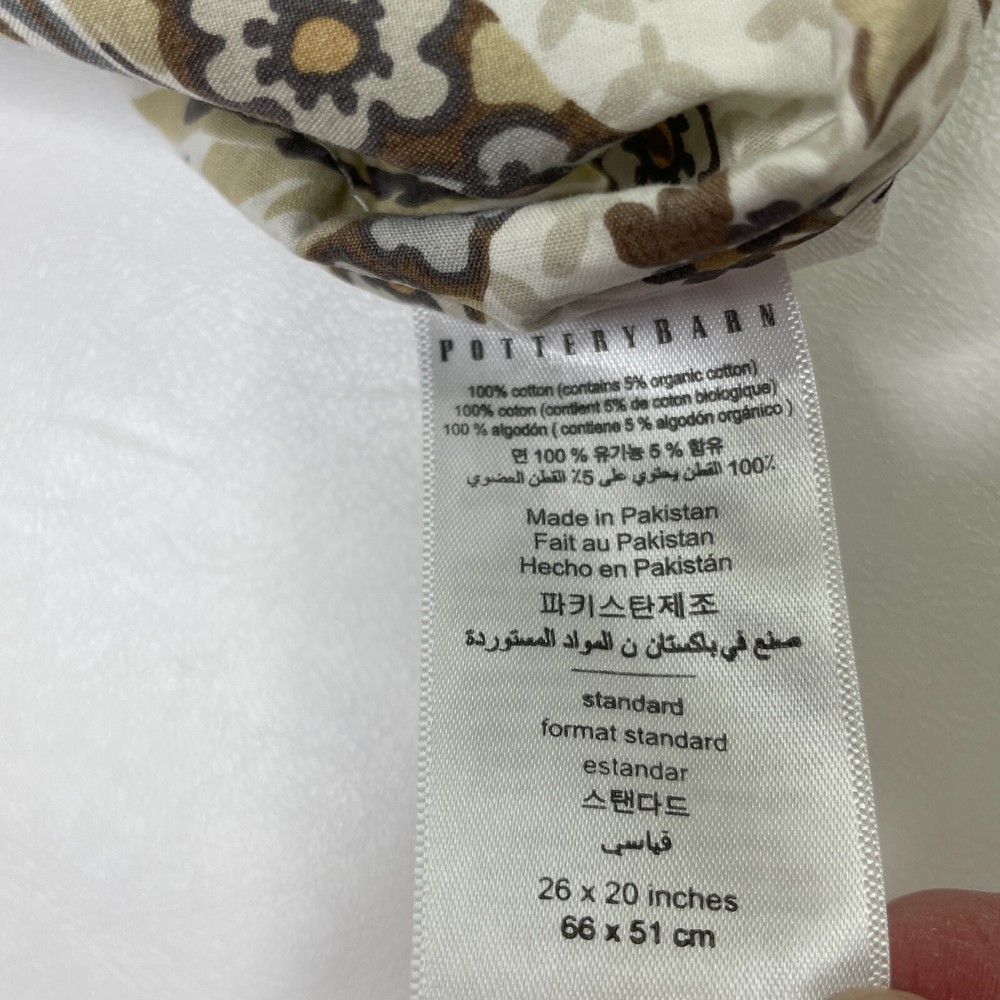 POTTERYBARN
100% cotton (contains 5% organic cotton)
100% coton (contient 5% de coton biologique)
100 % algodón ( contiene 5 % algodón orgánico )
면 100 % 유기농 5 % 함유
100٪ القطن يحتوي على 5٪ القطن العضوي
Made in Pakistan
Fait au Pakistan
Hecho en Pakistán
파키스탄제조
صنع في باكستان ن المواد المستوردة
standard
format standard
estandar
스탠다드
قياسي
26 x 20 inches
66 x 51 cm